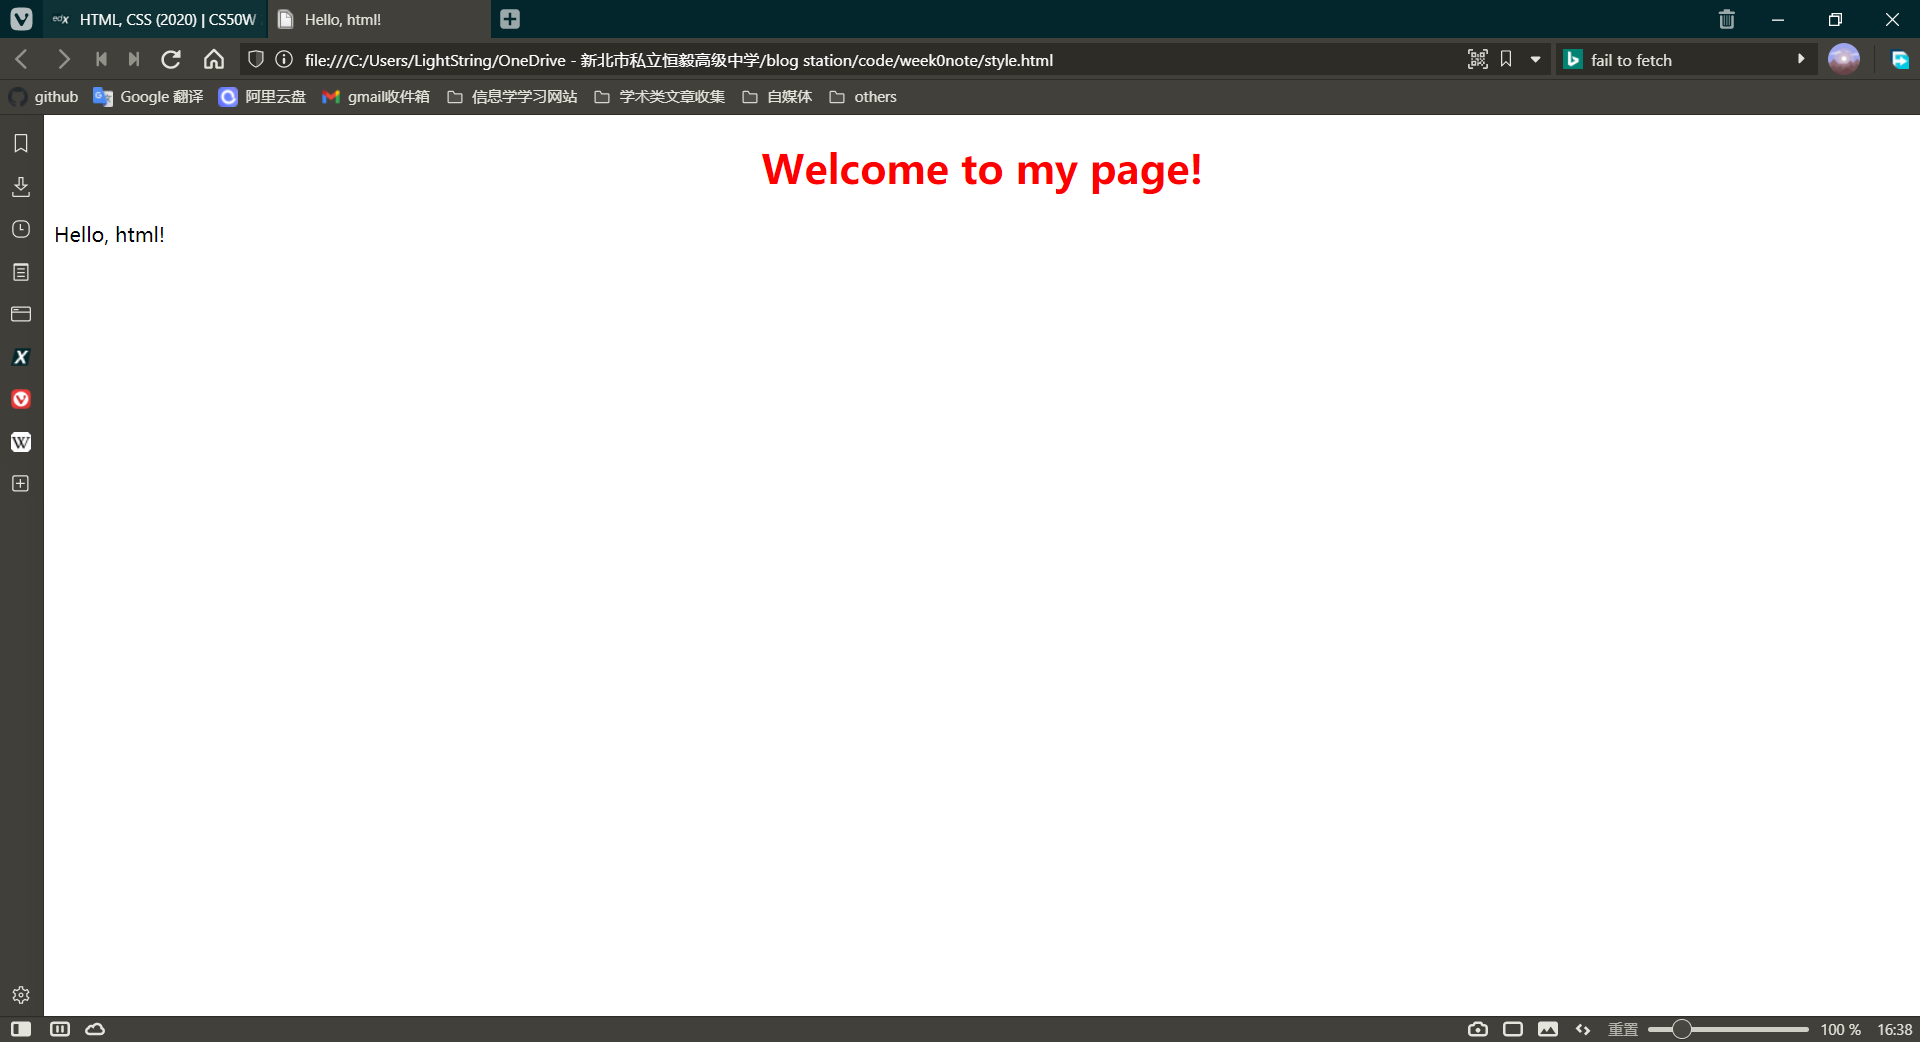 edX HTML, CSS (2020) | CS50W
Hello, html!
file:///C:/Users/LightString/OneDrive - 新北市私立恒毅高级中学/blog station/code/week0note/style.html
fail to fetch
github
Google 翻译
阿里云盘
gmail收件箱
信息学学习网站
学术类文章收集
自媒体
others
Welcome to my page!
Hello, html!
重置
100 %
16:38